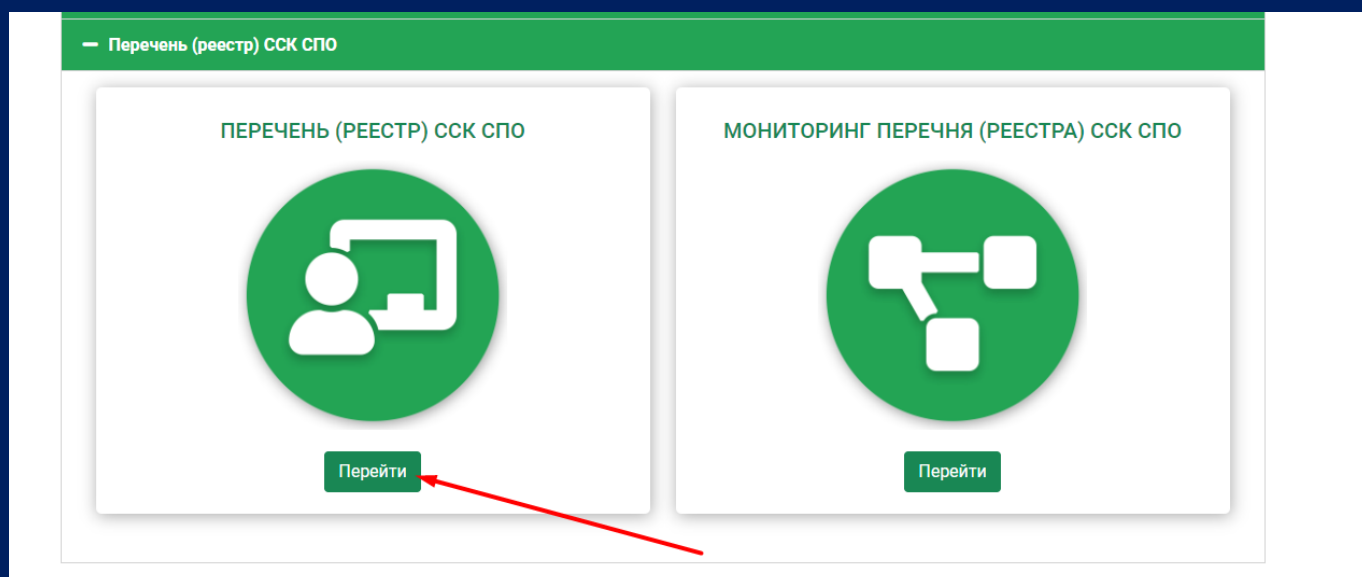 Перечень (реестр) ССК СПО
ПЕРЕЧЕНЬ (РЕЕСТР) ССК СПО
МОНИТОРИНГ ПЕРЕЧНЯ (РЕЕСТРА) ССК СПО
Перейти
Перейти